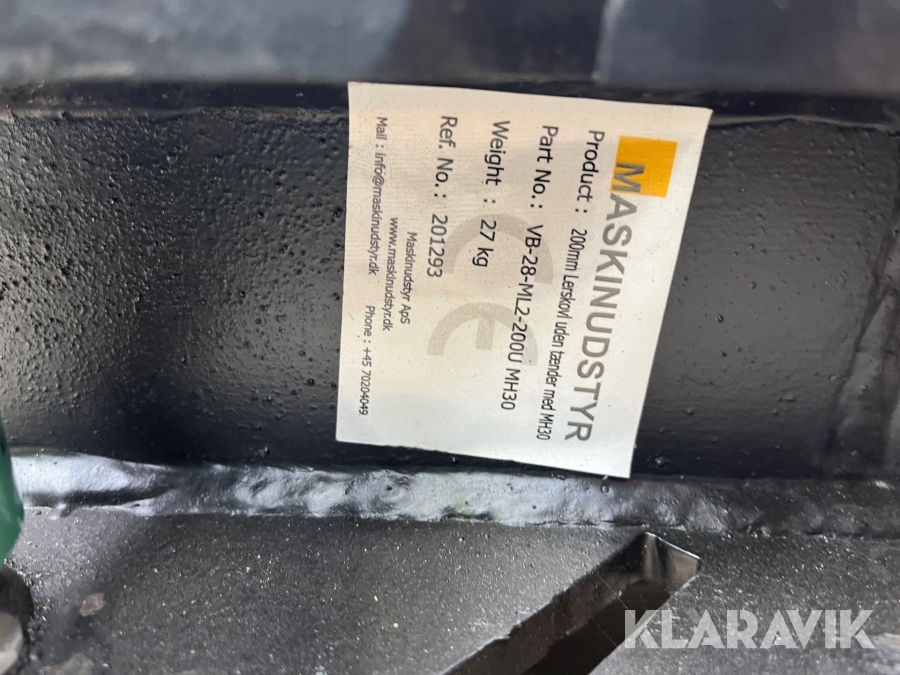 MASKINUDSTYR
Product : 200mm Lerskovl uden tænder med MH30
Part No.: VB-28-ML2-200U MH30
Weight : 27 kg
Ref. No.: 201293
Maskinudstyr ApS
www.maskinudstyr.dk
Mail : info@maskinudstyr.dk Phone : +45 70204049
CE
KLARAVIK